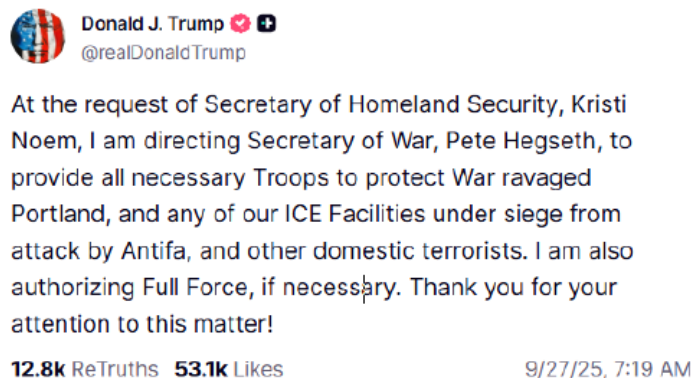 Donald J. Trump
@realDonaldTrump
At the request of Secretary of Homeland Security, Kristi
Noem, I am directing Secretary of War, Pete Hegseth, to
provide all necessary Troops to protect War ravaged
Portland, and any of our ICE Facilities under siege from
attack by Antifa, and other domestic terrorists. I am also
authorizing Full Force, if necessary. Thank you for your
attention to this matter!
12.8k ReTruths 53.1k Likes 9/27/25, 7:19 AM